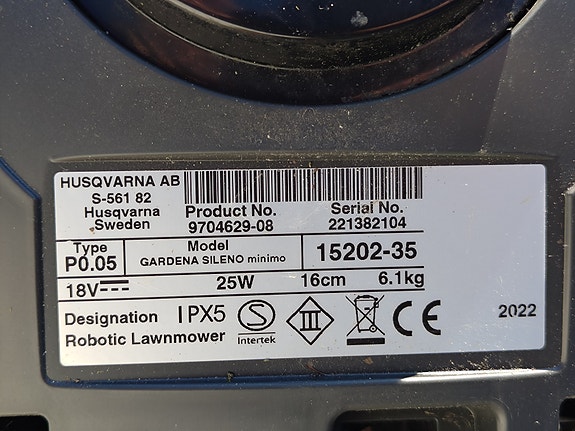 HUSQVARNA AB
S-561 82
Husqvarna
Sweden
Product No.
9704629-08
Serial No.
221382104
Type
P0.05
Model
GARDENA SILENO minimo
15202-35
18V 25W 16cm 6.1kg
Designation IPX5
Robotic Lawnmower
S
Intertek
III
CE
2022